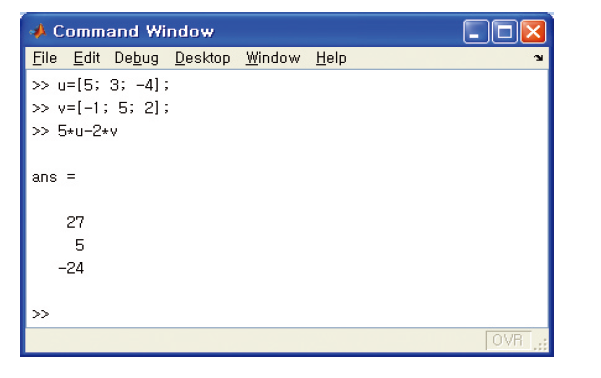 Command Window
File Edit Debug Desktop Window Help
>> u=[5; 3; -4];
>> v=[-1; 5; 2];
>> 5*u-2*v
ans =
27
5
-24
>>
OVR